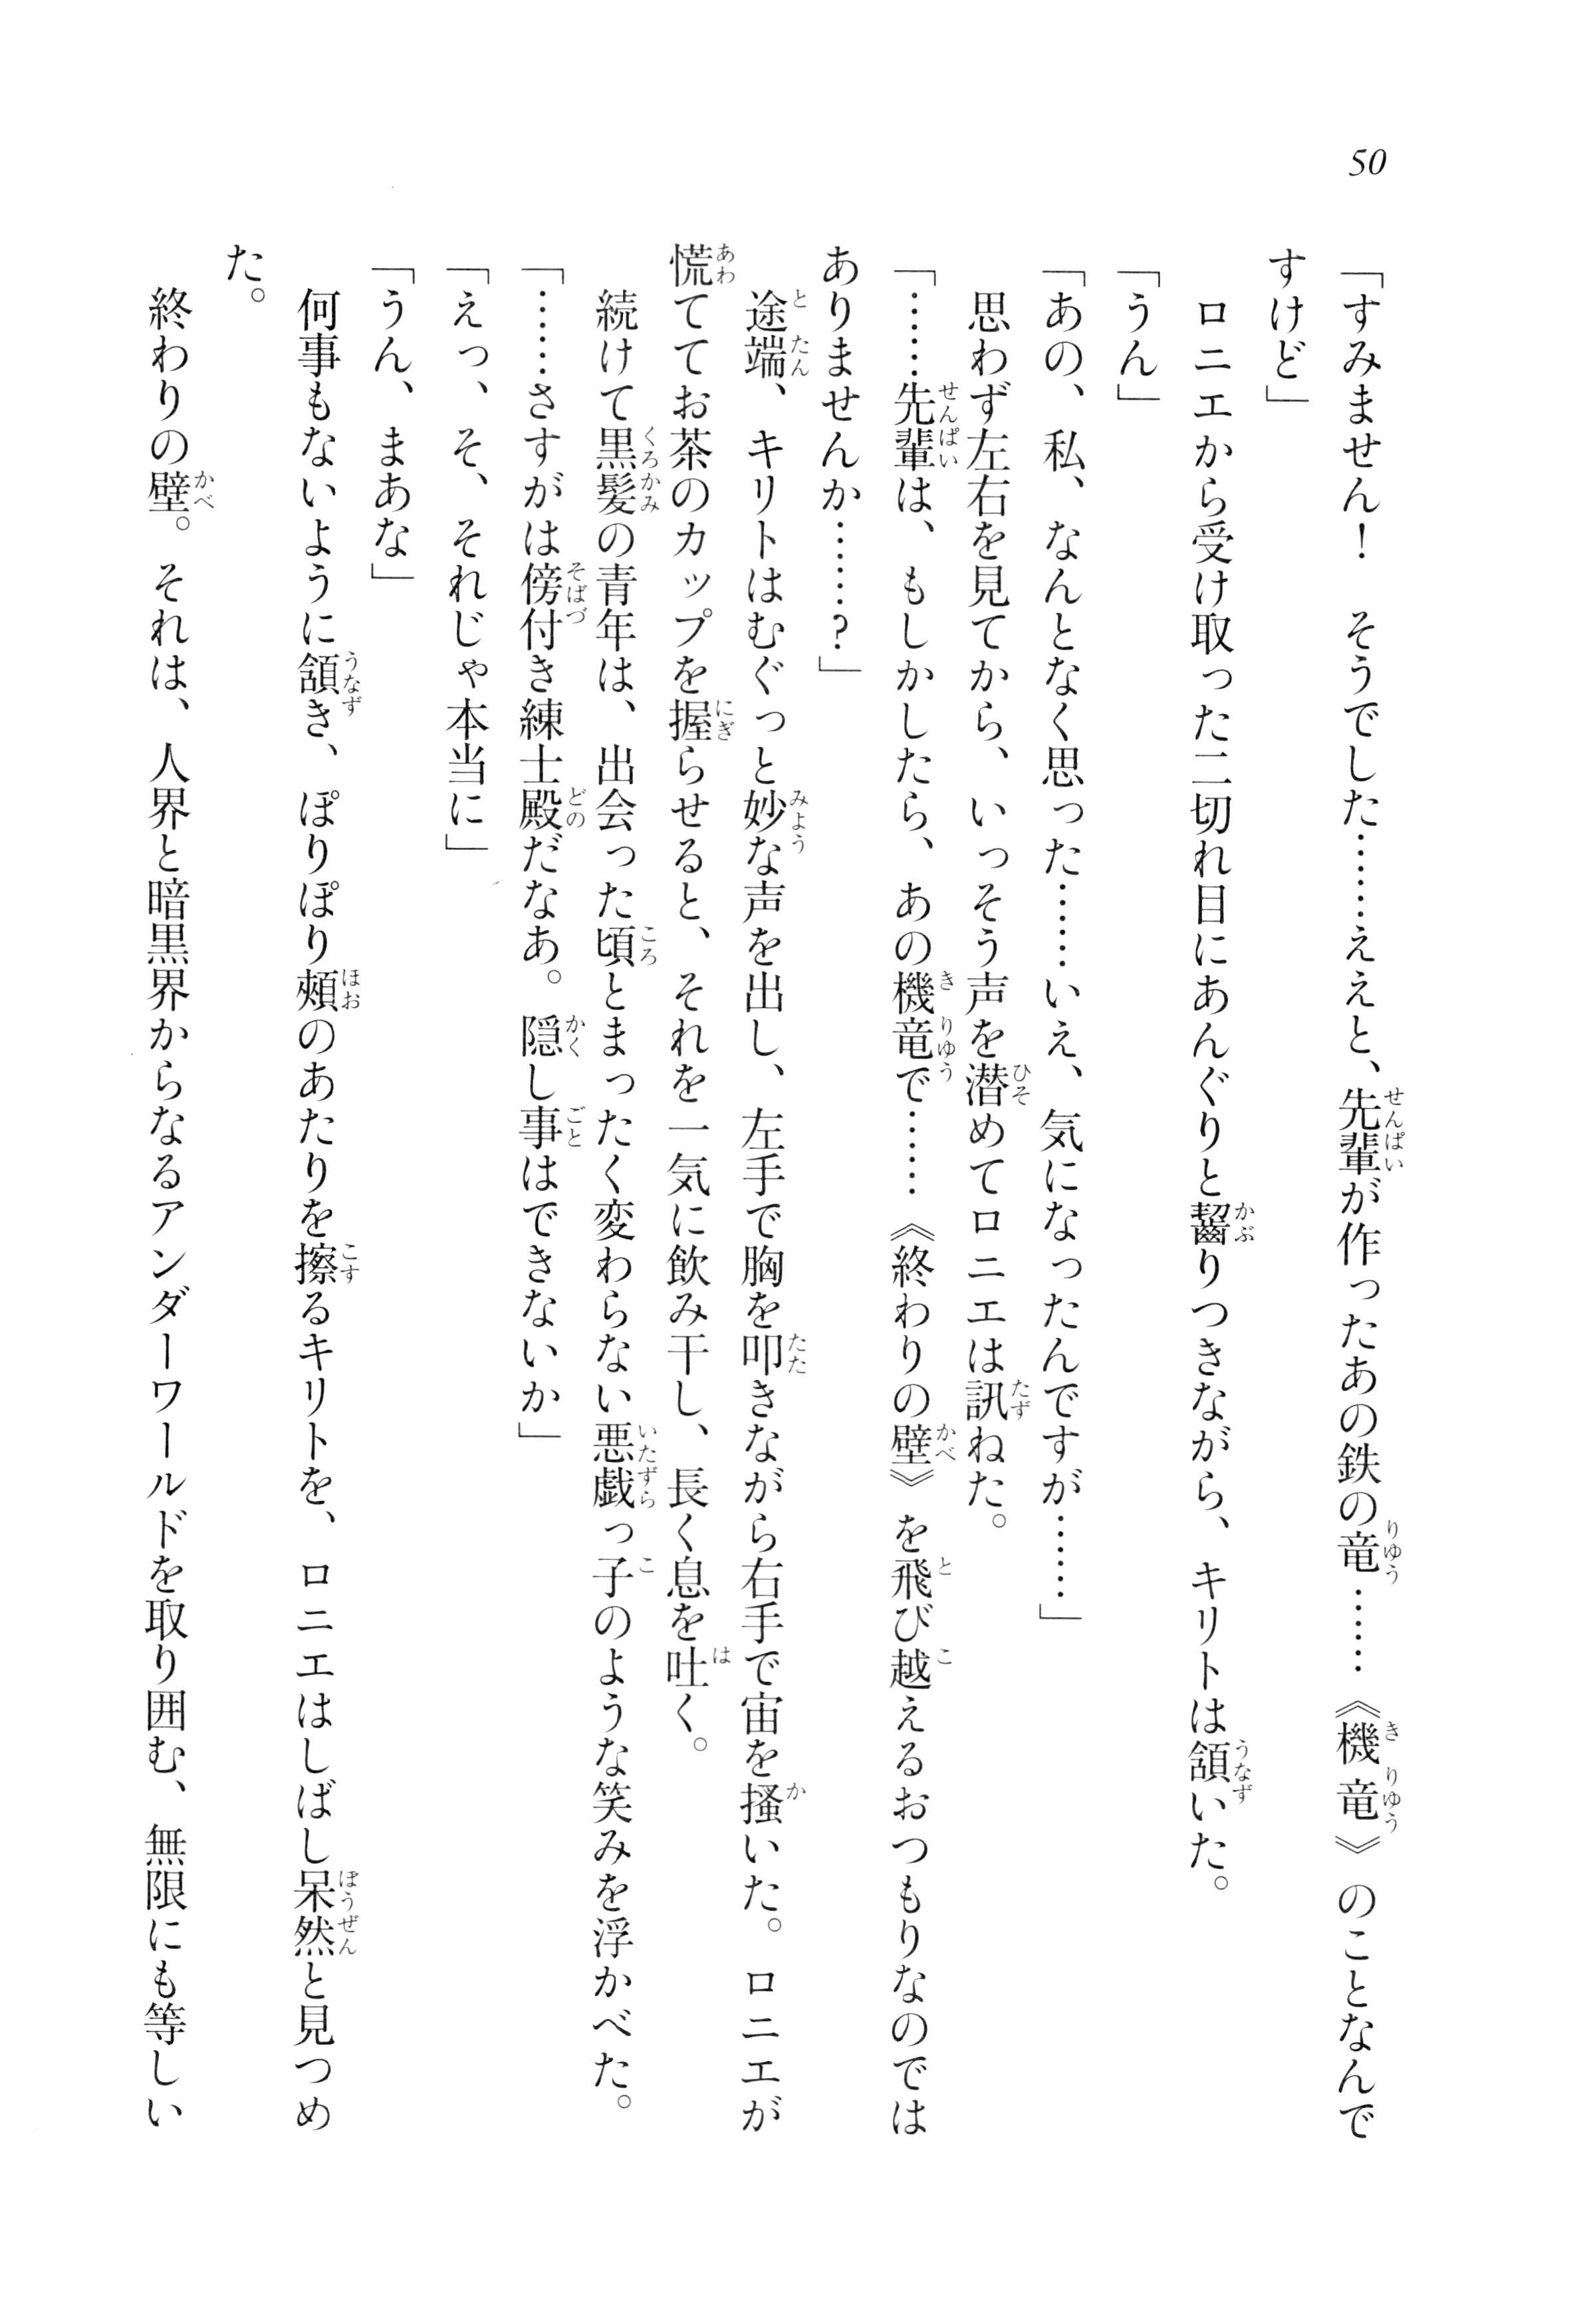 50
「すみません！　そうでした……ええと、先輩が作ったあの鉄の竜……《機竜》のことなんで
すけど」
　ロニエから受け取った二切れ目にあんぐりと齧りつきながら、キリトは頷いた。
「うん」
「あの、私、なんとなく思った……いえ、気になったんですが……」
　思わず左右を見てから、いっそう声を潜めてロニエは訊ねた。
「……先輩は、もしかしたら、あの機竜で……《終わりの壁》を飛び越えるおつもりなのでは
ありませんか……？」
　途端、キリトはむぐっと妙な声を出し、左手で胸を叩きながら右手で宙を掻いた。ロニエが
慌ててお茶のカップを握らせると、それを一気に飲み干し、長く息を吐く。
　続けて黒髪の青年は、出会った頃とまったく変わらない悪戯っ子のような笑みを浮かべた。
「……さすがは傍付き練士殿だなあ。隠し事はできないか」
「えっ、そ、それじゃ本当に」
「うん、まあな」
　何事もないように頷き、ぽりぽり頰のあたりを擦るキリトを、ロニエはしばし呆然と見つめ
た。
　終わりの壁。それは、人界と暗黒界からなるアンダーワールドを取り囲む、無限にも等しい